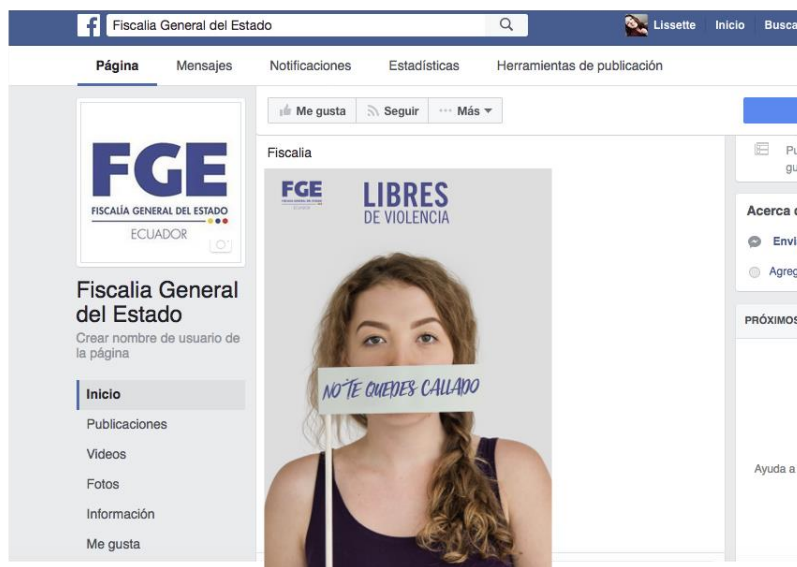 Fiscalia General del Estado
Lissette
Inicio
Busca
Página
Mensajes
Notificaciones
Estadísticas
Herramientas de publicación
FGE
FISCALÍA GENERAL DEL ESTADO
ECUADOR
Fiscalia General
del Estado
Crear nombre de usuario de
la página
Inicio
Publicaciones
Videos
Fotos
Información
Me gusta
Me gusta
Seguir
Más
Fiscalia
FGE
LIBRES
DE VIOLENCIA
NO TE QUEDES CALLADO
Pu
gu
Acerca d
Envi
Agreg
PRÓXIMOS
Ayuda a